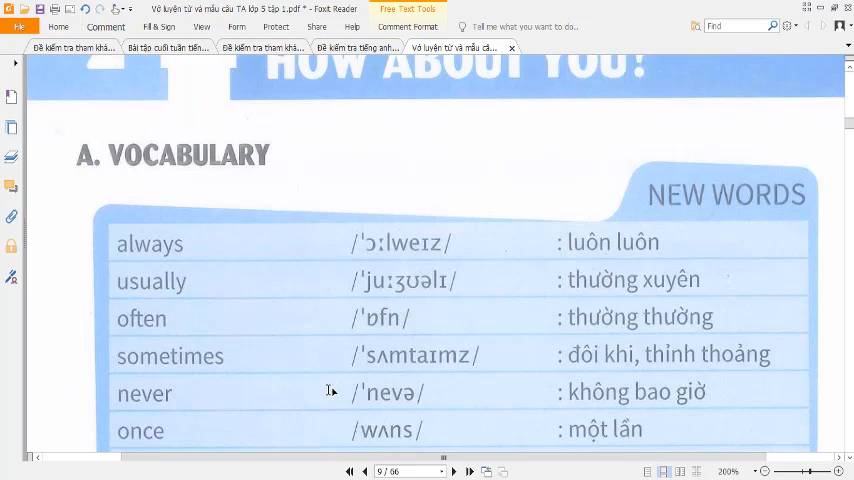 Vở luyện từ và mẫu câu TA lớp 5 tập 1.pdf * - Foxit Reader
Free Text Tools
File Home Comment Fill & Sign View Form Protect Share Help Comment Format Tell me what you want to do... Find
Đề kiểm tra tham khả... Bài tập cuối tuần tiến... Đề kiểm tra tham khả... Đề kiểm tra tiếng anh... Vở luyện từ và mẫu câ...
HOW ABOUT YOU?
A. VOCABULARY
NEW WORDS
always /ˈɔːlweɪz/ : luôn luôn
usually /ˈjuːʒʊəlɪ/ : thường xuyên
often /ˈɒfn/ : thường thường
sometimes /ˈsʌmtaɪmz/ : đôi khi, thỉnh thoảng
never /ˈnevə/ : không bao giờ
once /wʌns/ : một lần
9 / 66 200%